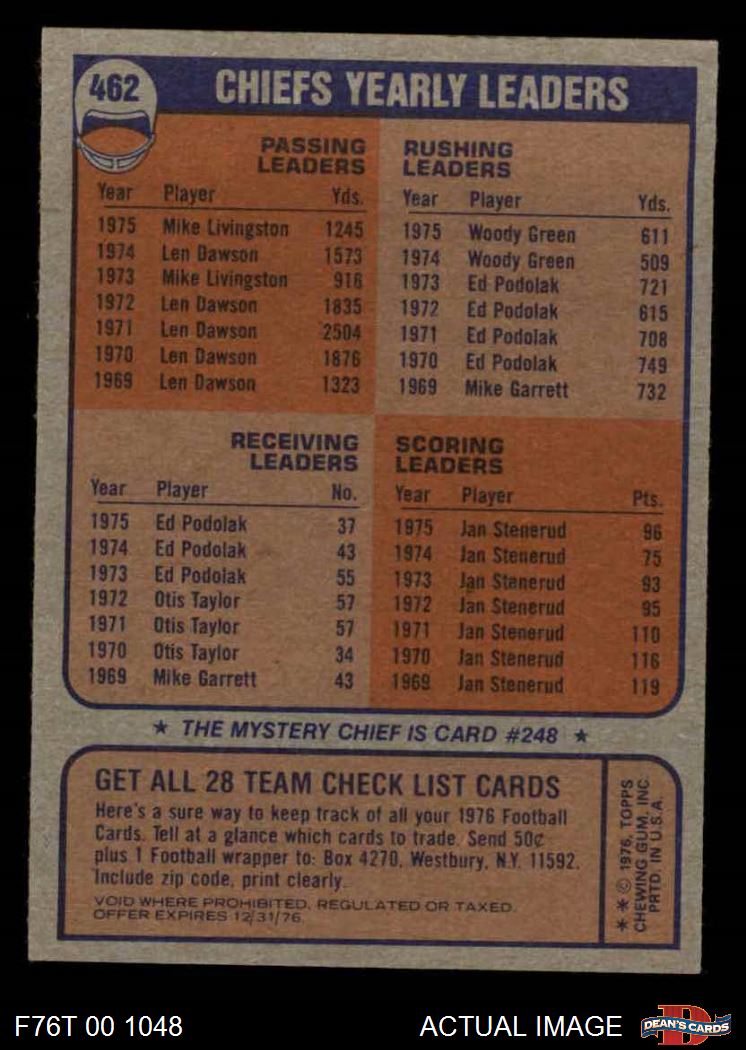 462
CHIEFS YEARLY LEADERS
PASSING
LEADERS
Year Player Yds.
1975 Mike Livingston 1245
1974 Len Dawson 1573
1973 Mike Livingston 916
1972 Len Dawson 1835
1971 Len Dawson 2504
1970 Len Dawson 1876
1969 Len Dawson 1323
RUSHING
LEADERS
Year Player Yds.
1975 Woody Green 611
1974 Woody Green 509
1973 Ed Podolak 721
1972 Ed Podolak 615
1971 Ed Podolak 708
1970 Ed Podolak 749
1969 Mike Garrett 732
RECEIVING
LEADERS
Year Player No.
1975 Ed Podolak 37
1974 Ed Podolak 43
1973 Ed Podolak 55
1972 Otis Taylor 57
1971 Otis Taylor 57
1970 Otis Taylor 34
1969 Mike Garrett 43
SCORING
LEADERS
Year Player Pts.
1975 Jan Stenerud 96
1974 Jan Stenerud 75
1973 Jan Stenerud 93
1972 Jan Stenerud 95
1971 Jan Stenerud 110
1970 Jan Stenerud 116
1969 Jan Stenerud 119
★ THE MYSTERY CHIEF IS CARD #248 ★
GET ALL 28 TEAM CHECK LIST CARDS
Here's a sure way to keep track of all your 1976 Football
Cards. Tell at a glance which cards to trade. Send 50¢
plus 1 Football wrapper to: Box 4270, Westbury, N.Y. 11592.
Include zip code, print clearly.
VOID WHERE PROHIBITED, REGULATED OR TAXED.
OFFER EXPIRES 12/31/76.
** © 1976, TOPPS
CHEWING GUM, INC.
PRTD. IN U.S.A.
F76T 00 1048
ACTUAL IMAGE
D
DEAN'S CARDS